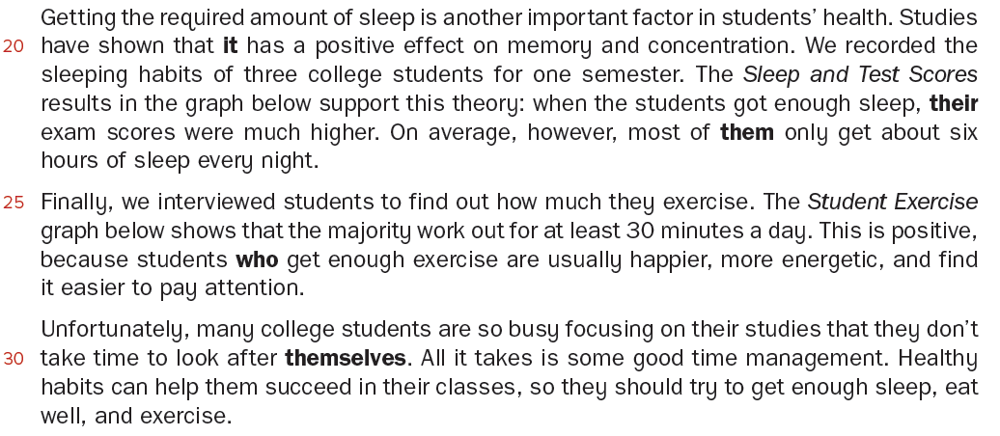 Getting the required amount of sleep is another important factor in students' health. Studies
20 have shown that it has a positive effect on memory and concentration. We recorded the
sleeping habits of three college students for one semester. The Sleep and Test Scores
results in the graph below support this theory: when the students got enough sleep, their
exam scores were much higher. On average, however, most of them only get about six
hours of sleep every night.
25 Finally, we interviewed students to find out how much they exercise. The Student Exercise
graph below shows that the majority work out for at least 30 minutes a day. This is positive,
because students who get enough exercise are usually happier, more energetic, and find
it easier to pay attention.
Unfortunately, many college students are so busy focusing on their studies that they don't
30 take time to look after themselves. All it takes is some good time management. Healthy
habits can help them succeed in their classes, so they should try to get enough sleep, eat
well, and exercise.